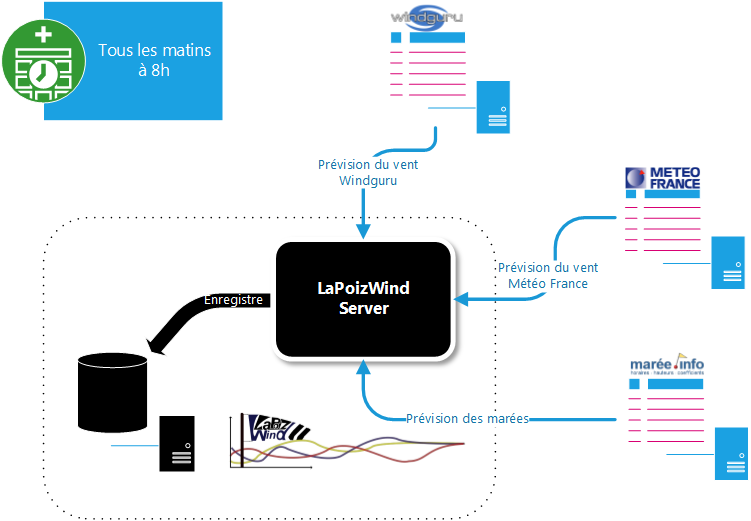 Tous les matins
à 8h
windguru
Prévision du vent
Windguru
METEO
FRANCE
Prévision du vent
Météo France
LaPoizWind
Server
Enregistre
marée.info
horaires hauteurs coefficients
Prévision des marées
LaPoiz
Wind